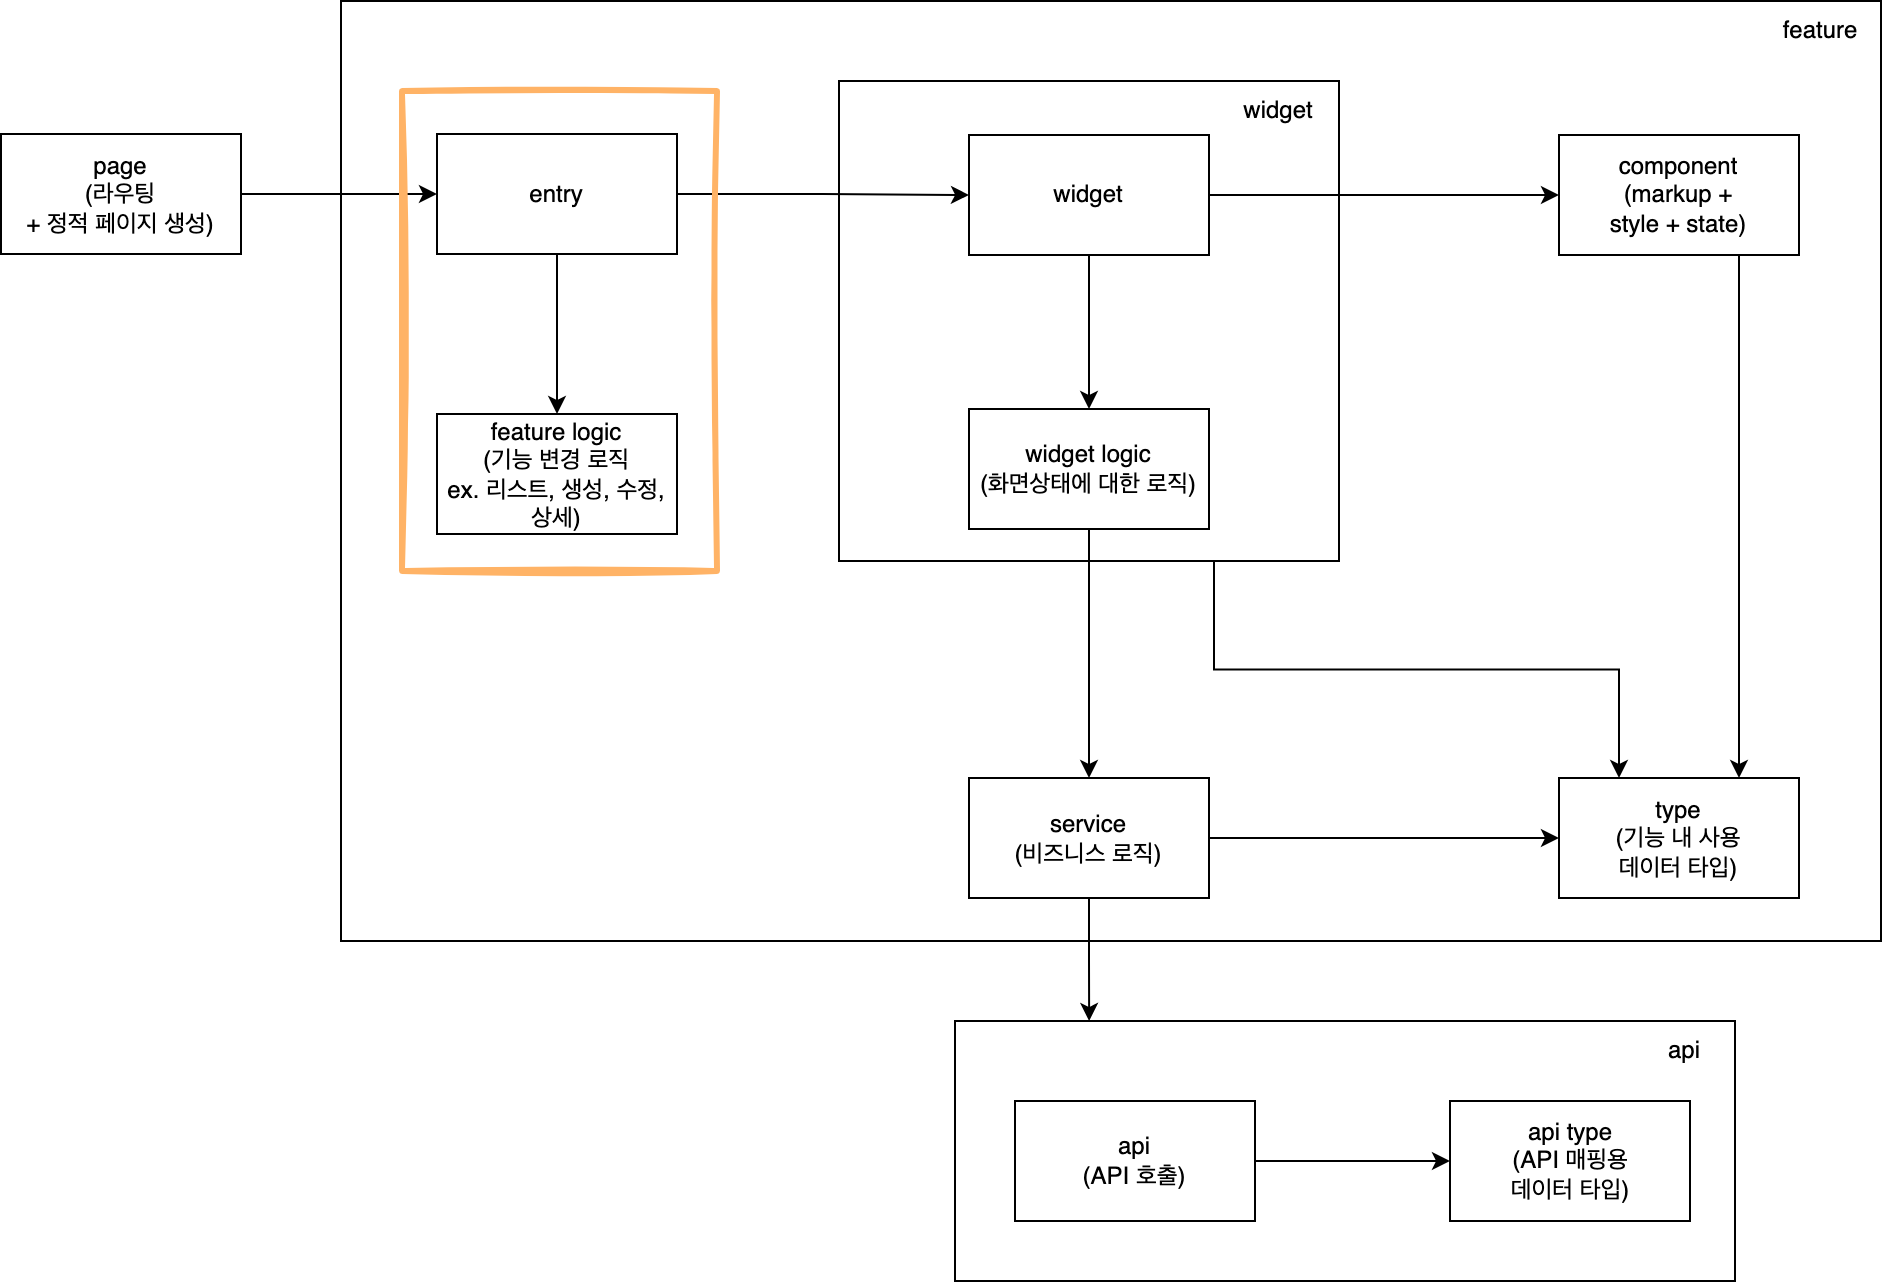 feature
widget
page
(라우팅
+ 정적 페이지 생성)
entry
widget
component
(markup +
style + state)
feature logic
(기능 변경 로직
ex. 리스트, 생성, 수정,
상세)
widget logic
(화면상태에 대한 로직)
service
(비즈니스 로직)
type
(기능 내 사용
데이터 타입)
api
api
(API 호출)
api type
(API 매핑용
데이터 타입)